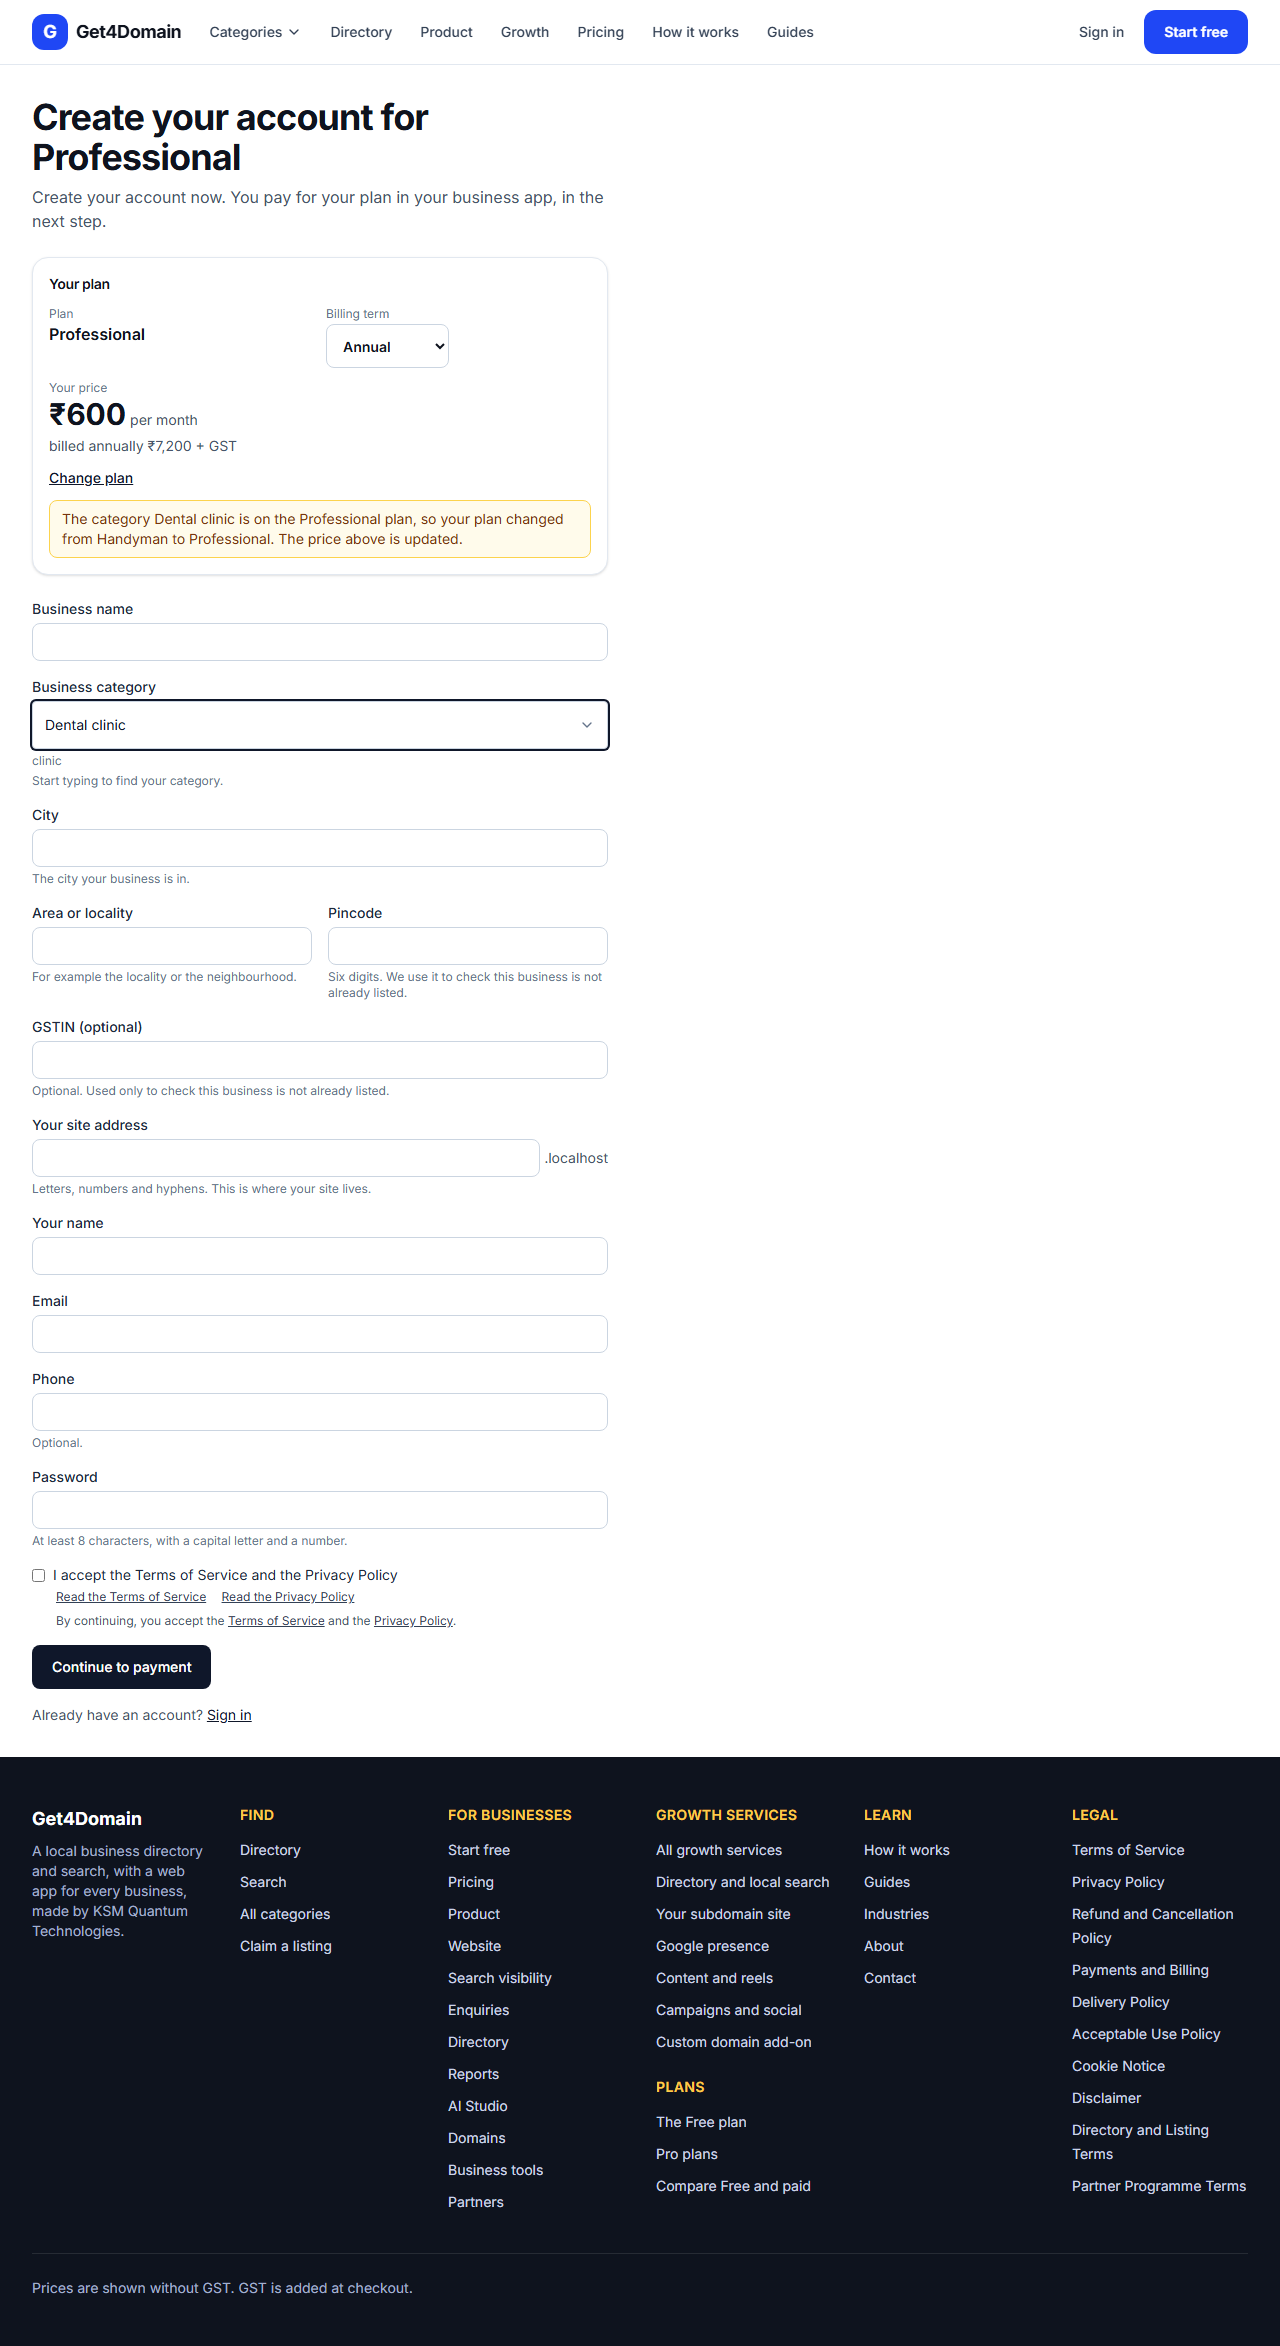 G Get4Domain Categories Directory Product Growth Pricing How it works Guides Sign in Start free
Create your account for
Professional
Create your account now. You pay for your plan in your business app, in the
next step.
Your plan
Plan Billing term
Professional Annual
Your price
₹600 per month
billed annually ₹7,200 + GST
Change plan
The category Dental clinic is on the Professional plan, so your plan changed
from Handyman to Professional. The price above is updated.
Business name
Business category
Dental clinic
clinic
Start typing to find your category.
City
The city your business is in.
Area or locality Pincode
For example the locality or the neighbourhood. Six digits. We use it to check this business is not
already listed.
GSTIN (optional)
Optional. Used only to check this business is not already listed.
Your site address
.localhost
Letters, numbers and hyphens. This is where your site lives.
Your name
Email
Phone
Optional.
Password
At least 8 characters, with a capital letter and a number.
I accept the Terms of Service and the Privacy Policy
Read the Terms of Service Read the Privacy Policy
By continuing, you accept the Terms of Service and the Privacy Policy.
Continue to payment
Already have an account? Sign in
Get4Domain
A local business directory
and search, with a web
app for every business,
made by KSM Quantum
Technologies.
FIND
Directory
Search
All categories
Claim a listing
FOR BUSINESSES
Start free
Pricing
Product
Website
Search visibility
Enquiries
Directory
Reports
AI Studio
Domains
Business tools
Partners
GROWTH SERVICES
All growth services
Directory and local search
Your subdomain site
Google presence
Content and reels
Campaigns and social
Custom domain add-on
PLANS
The Free plan
Pro plans
Compare Free and paid
LEARN
How it works
Guides
Industries
About
Contact
LEGAL
Terms of Service
Privacy Policy
Refund and Cancellation
Policy
Payments and Billing
Delivery Policy
Acceptable Use Policy
Cookie Notice
Disclaimer
Directory and Listing
Terms
Partner Programme Terms
Prices are shown without GST. GST is added at checkout.